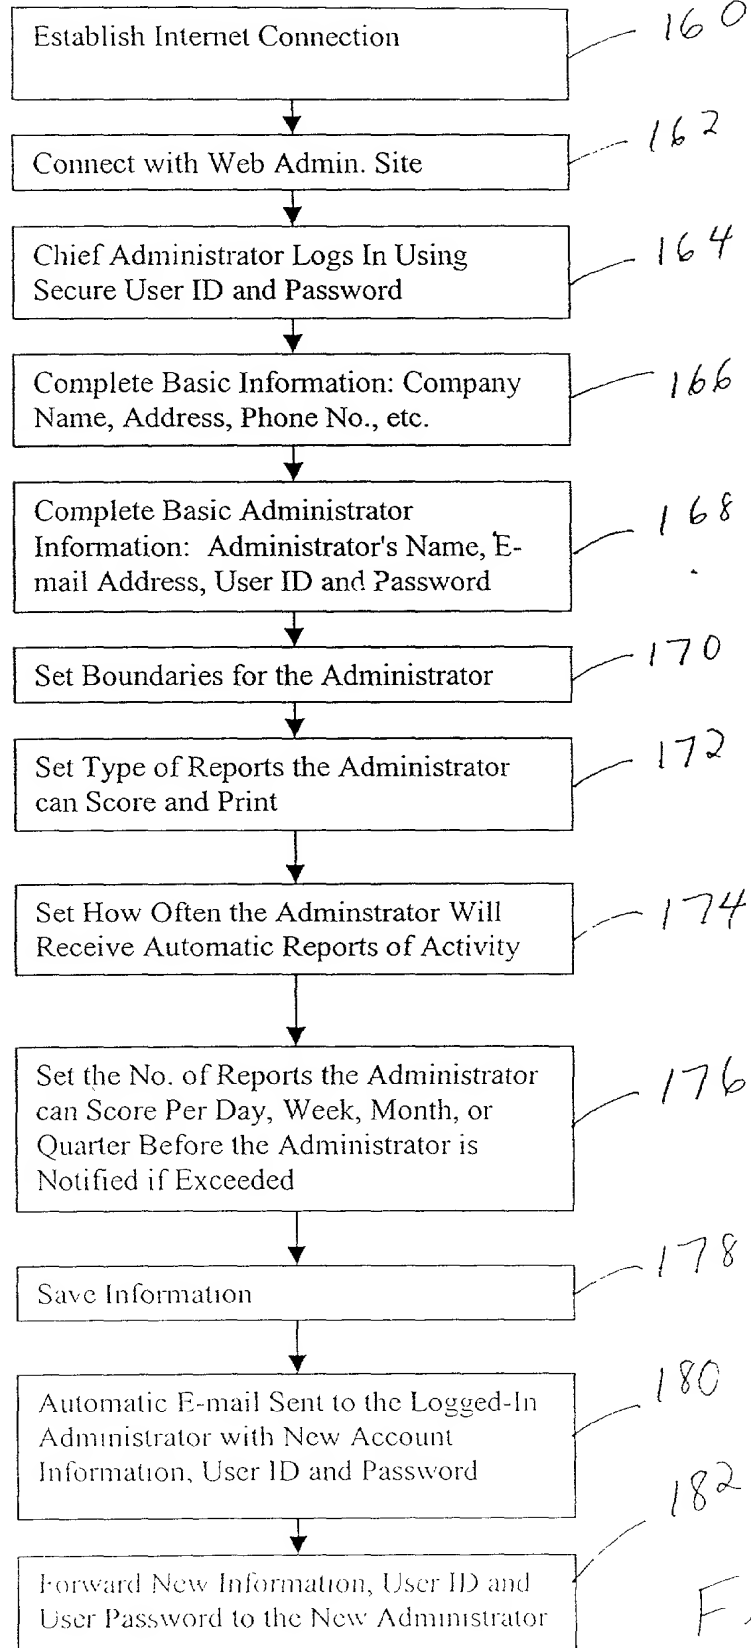 Establish Internet Connection
160
Connect with Web Admin. Site
162
Chief Administrator Logs In Using
Secure User ID and Password
164
Complete Basic Information: Company
Name, Address, Phone No., etc.
166
Complete Basic Administrator
Information: Administrator's Name, E-
mail Address, User ID and Password
168
Set Boundaries for the Administrator
170
Set Type of Reports the Administrator
can Score and Print
172
Set How Often the Adminstrator Will
Receive Automatic Reports of Activity
174
Set the No. of Reports the Administrator
can Score Per Day, Week, Month, or
Quarter Before the Administrator is
Notified if Exceeded
176
Save Information
178
Automatic E-mail Sent to the Logged-In
Administrator with New Account
Information, User ID and Password
180
Forward New Information, User ID and
User Password to the New Administrator
182